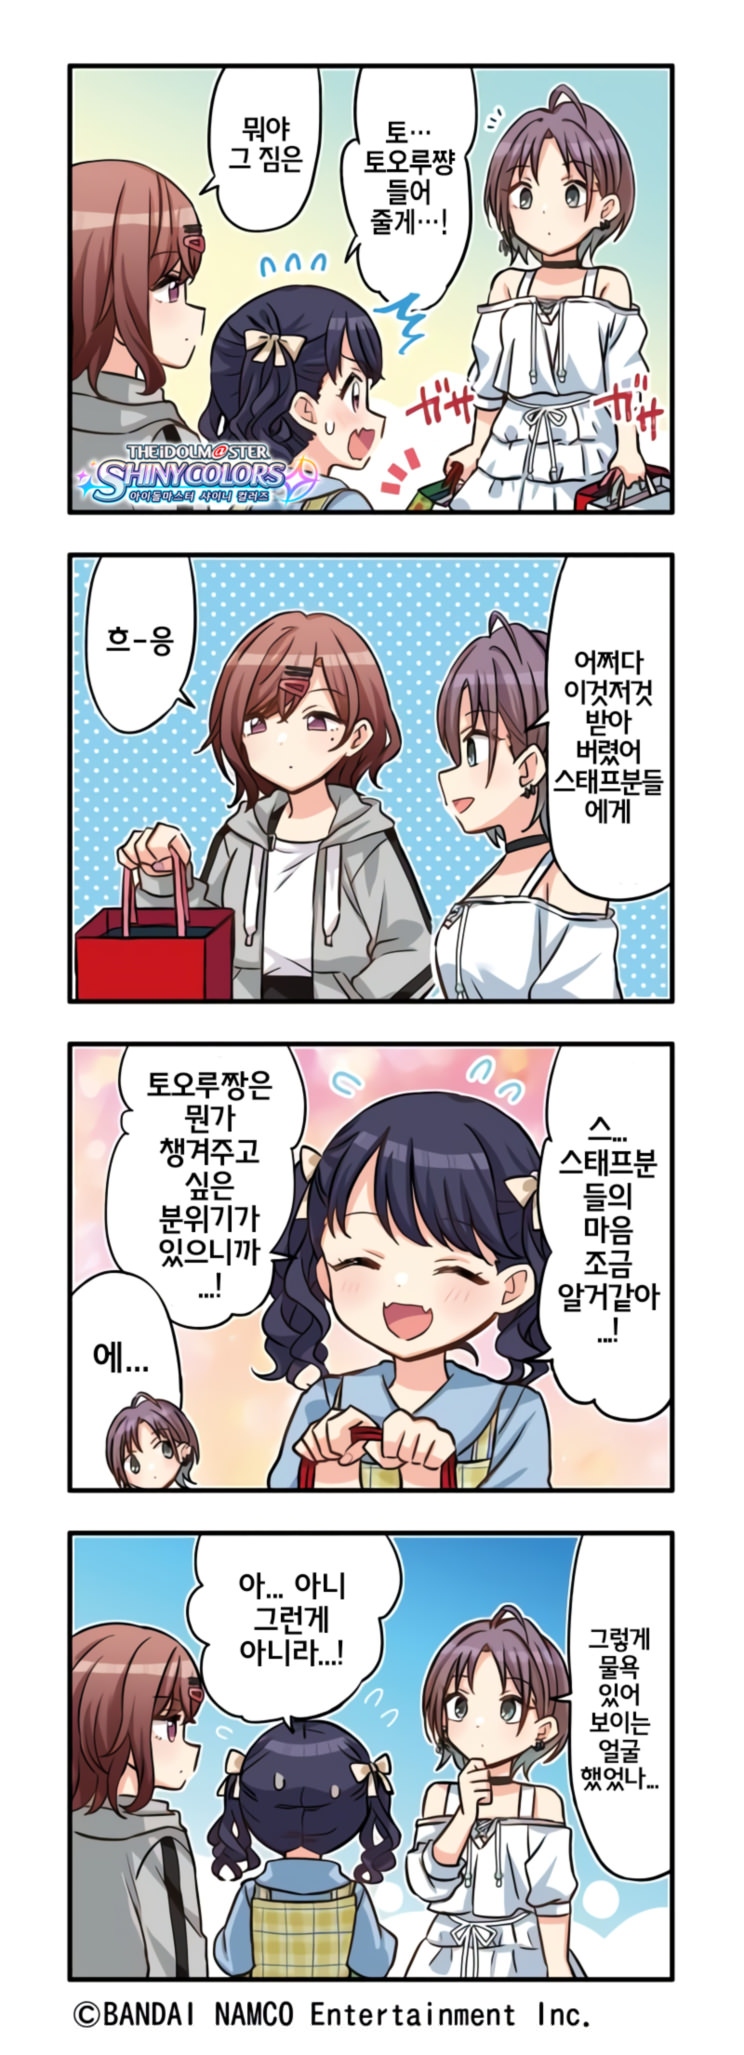 토…
토오루쨩
들어
줄게…!
뭐야
그 짐은
ガサ
ガサ
THE iDOLM@STER
SHINYCOLORS
아이돌마스터 샤이니 컬러즈
어쩌다
이것저것
받아
버렸어
스태프분들
에게
흐-응
스...
스태프분
들의
마음
조금
알거같아
...!
토오루짱은
뭔가
챙겨주고
싶은
분위기가
있으니까
...!
에...
그렇게
물욕
있어
보이는
얼굴
했었나...
아... 아니
그런게
아니라...!
©BANDAI NAMCO Entertainment Inc.